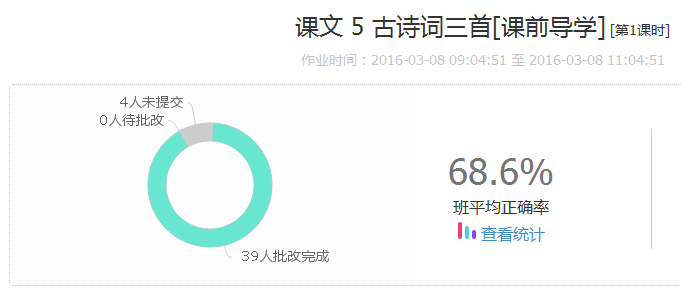 课文 5 古诗词三首[课前导学] [第1课时]
作业时间：2016-03-08 09:04:51 至 2016-03-08 11:04:51
4人未提交
0人待批改
39人批改完成
68.6%
班平均正确率
查看统计